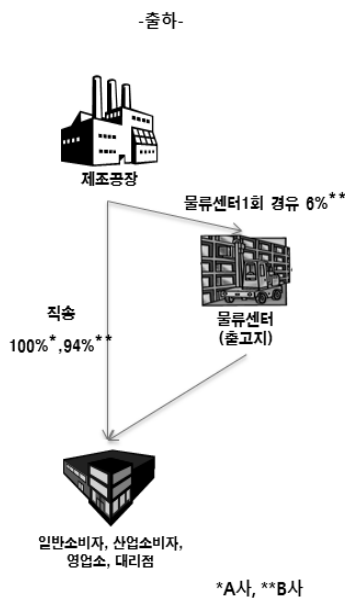 -출하-
제조공장
물류센터1회 경유 6%**
물류센터
(출고지)
직송
100%*,94%**
일반소비자, 산업소비자,
영업소, 대리점
*A사, **B사